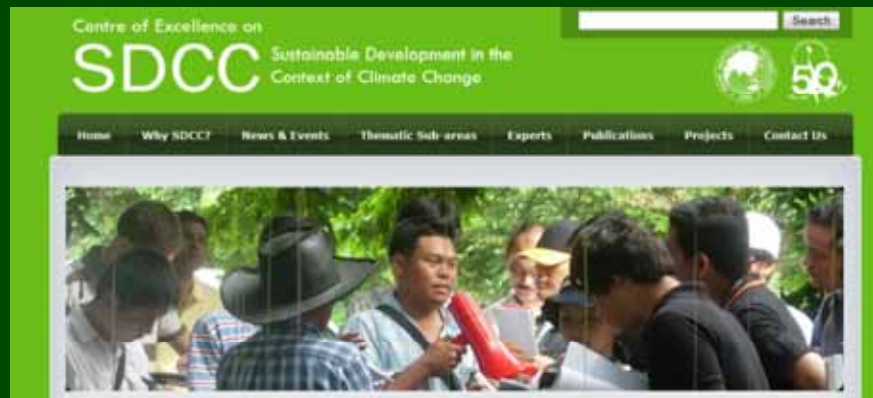 Centre of Excellence on
SDCC
Sustainable Development in the
Context of Climate Change
Search
50
Home Why SDCC? News & Events Thematic Sub-areas Experts Publications Projects Contact Us